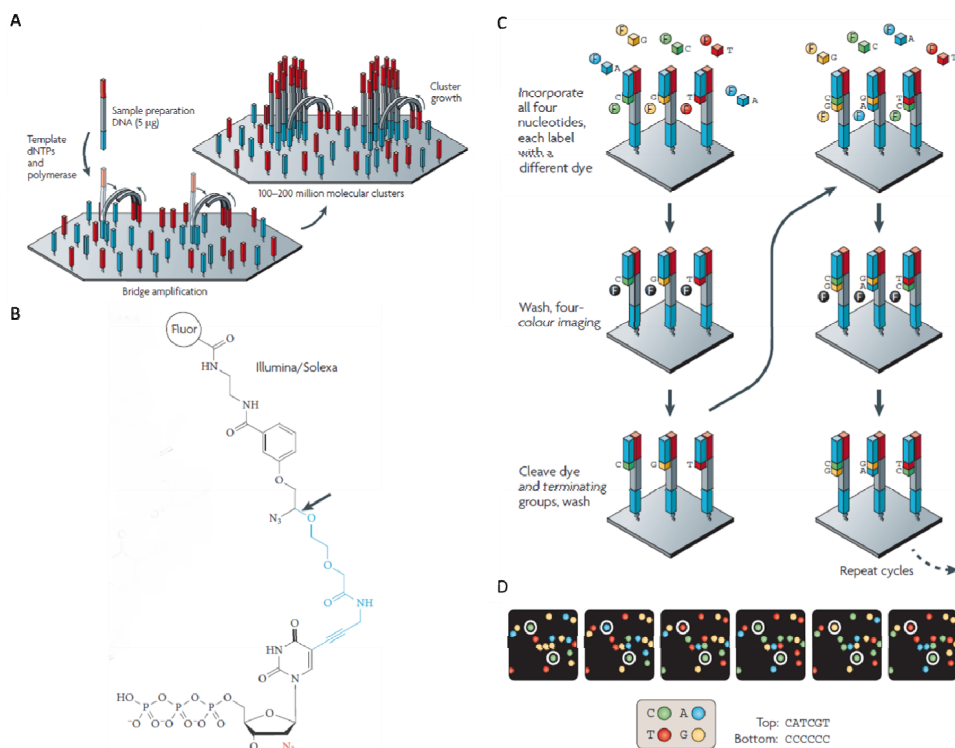 A
Sample preparation
DNA (5 µg)
Template
dNTPs
and
polymerase
Cluster
growth
100–200 million molecular clusters
Bridge amplification
B
Fluor
O
HN
Illumina/Solexa
NH
O
O
N₃
O
O
O
NH
O
HN
O
N
HO
O
O
O
P
P
P
⁻O
O
⁻O
O
⁻O
O
O
O
N₃
C
Incorporate
all four
nucleotides,
each label
with a
different dye
F G
F C
F T
F A
F A
C G T
F F F
F G
F C
F A
F T
C G T
G A C
F F F
Wash, four-
colour imaging
C G T
F F F
C G T
G A C
F F F
Cleave dye
and terminating
groups, wash
C G T
C G T
G A C
Repeat cycles
D
C A
T G
Top: CATCGT
Bottom: CCCCCC